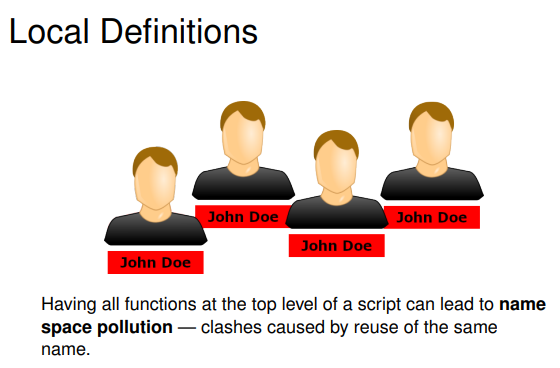 Local Definitions
John Doe
John Doe
John Doe
John Doe
Having all functions at the top level of a script can lead to name
space pollution — clashes caused by reuse of the same
name.